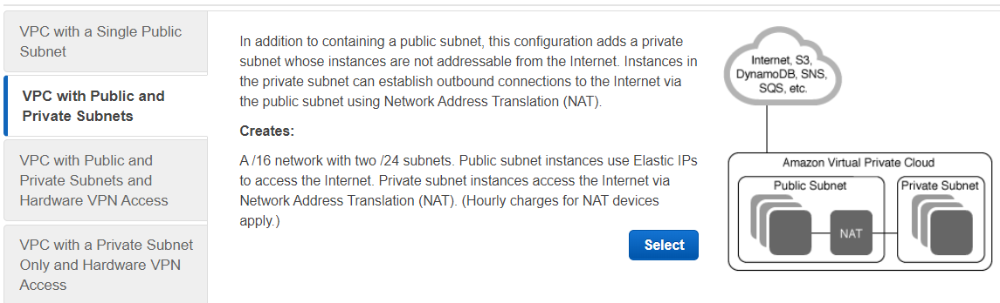 VPC with a Single Public
Subnet
VPC with Public and
Private Subnets
VPC with Public and
Private Subnets and
Hardware VPN Access
VPC with a Private Subnet
Only and Hardware VPN
Access
In addition to containing a public subnet, this configuration adds a private
subnet whose instances are not addressable from the Internet. Instances in
the private subnet can establish outbound connections to the Internet via
the public subnet using Network Address Translation (NAT).
Creates:
A /16 network with two /24 subnets. Public subnet instances use Elastic IPs
to access the Internet. Private subnet instances access the Internet via
Network Address Translation (NAT). (Hourly charges for NAT devices
apply.)
Select
Internet, S3,
DynamoDB, SNS,
SQS, etc.
Amazon Virtual Private Cloud
Public Subnet
Private Subnet
NAT